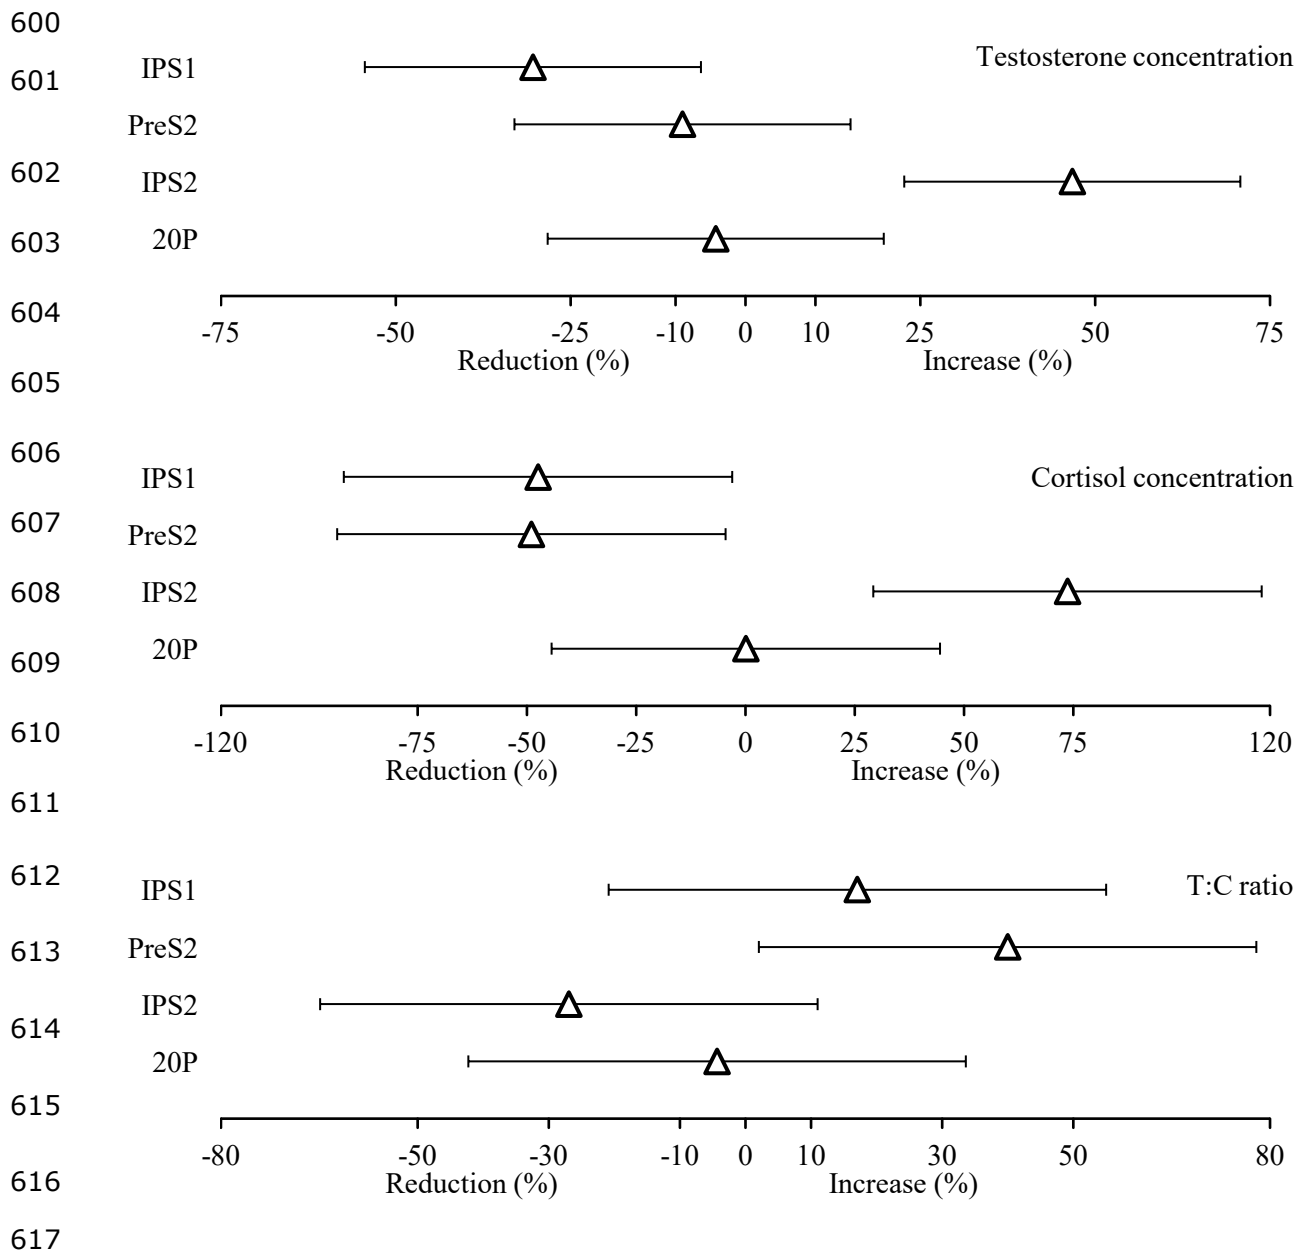 600
Testosterone concentration
601 IPS1
PreS2
602 IPS2
603 20P
604
-75 -50 -25 -10 0 10 25 50 75
Reduction (%) Increase (%)
605
606
IPS1 Cortisol concentration
607 PreS2
608 IPS2
609 20P
610 -120 -75 -50 -25 0 25 50 75 120
Reduction (%) Increase (%)
611
612 IPS1 T:C ratio
613 PreS2
614 IPS2
20P
615
-80 -50 -30 -10 0 10 30 50 80
616 Reduction (%) Increase (%)
617